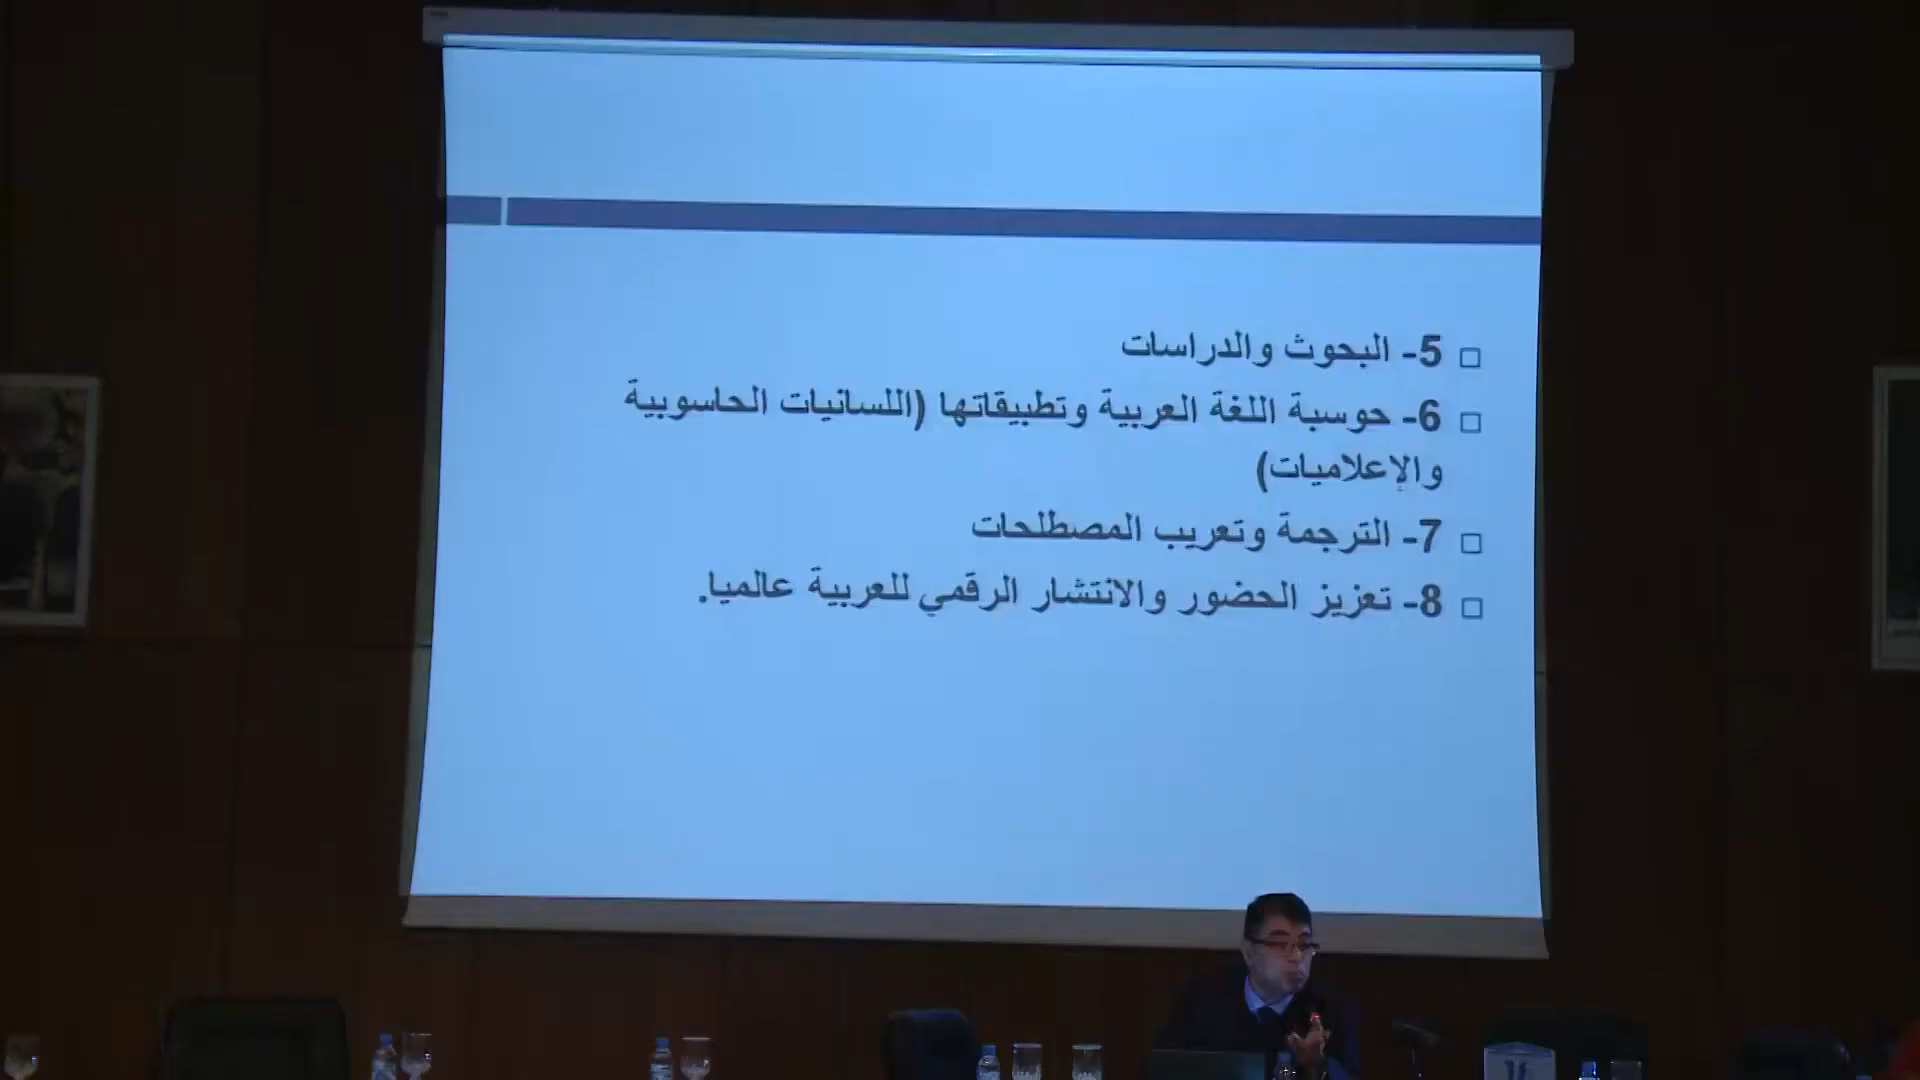 5- البحوث والدراسات
6- حوسبة اللغة العربية وتطبيقاتها (اللسانيات الحاسوبية
والإعلاميات)
7- الترجمة وتعريب المصطلحات
8- تعزيز الحضور والانتشار الرقمي للعربية عالميا.